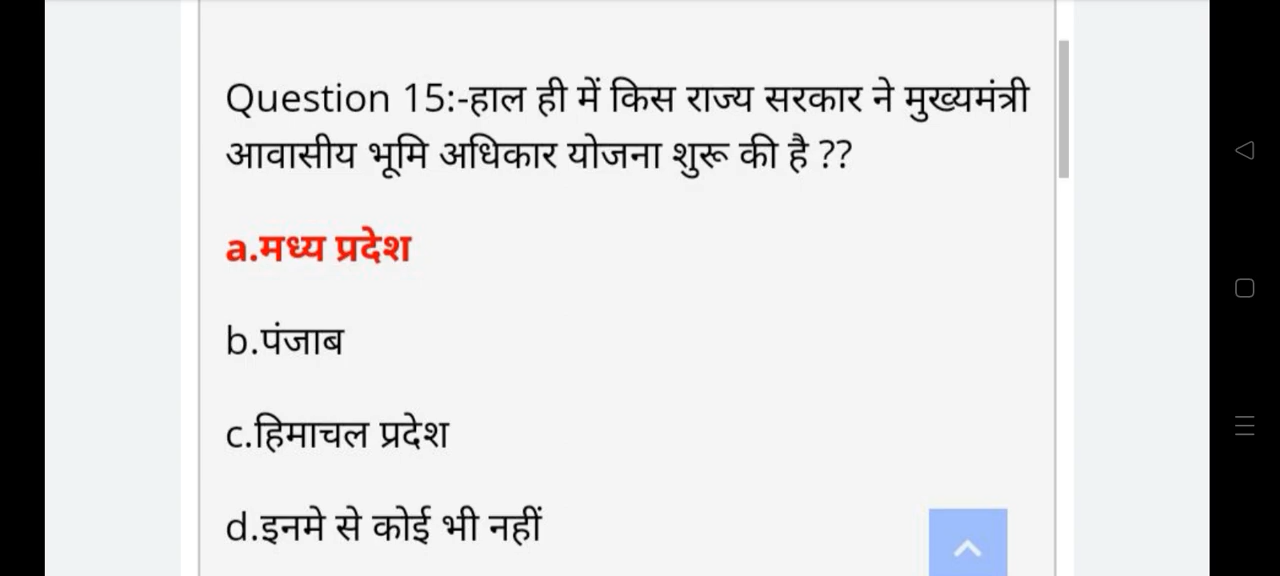 Question 15:-हाल ही में किस राज्य सरकार ने मुख्यमंत्री
आवासीय भूमि अधिकार योजना शुरू की है ??
a.मध्य प्रदेश
b.पंजाब
c.हिमाचल प्रदेश
d.इनमे से कोई भी नहीं